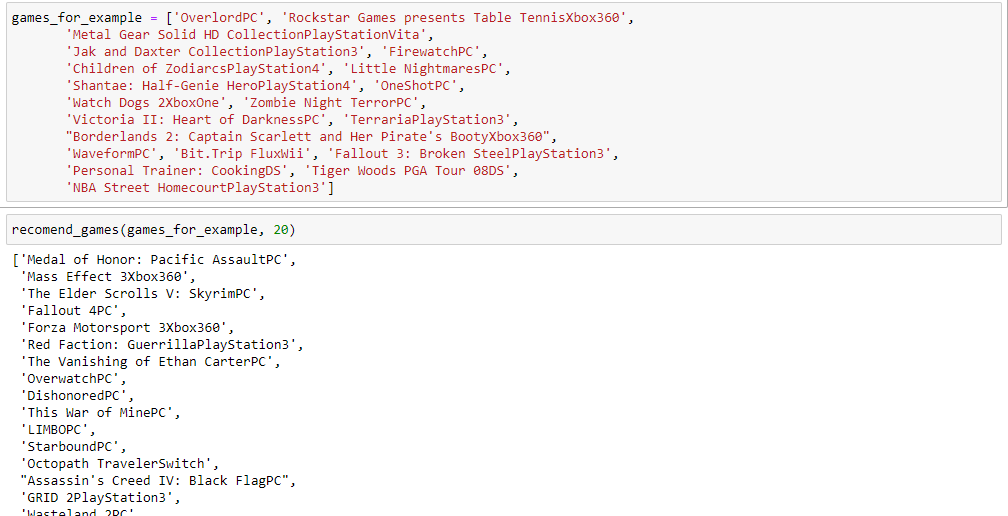 games_for_example = ['OverlordPC', 'Rockstar Games presents Table TennisXbox360',
'Metal Gear Solid HD CollectionPlayStationVita',
'Jak and Daxter CollectionPlayStation3', 'FirewatchPC',
'Children of ZodiarcsPlayStation4', 'Little NightmaresPC',
'Shantae: Half-Genie HeroPlayStation4', 'OneShotPC',
'Watch Dogs 2XboxOne', 'Zombie Night TerrorPC',
'Victoria II: Heart of DarknessPC', 'TerrariaPlayStation3',
"Borderlands 2: Captain Scarlett and Her Pirate's BootyXbox360",
'WaveformPC', 'Bit.Trip FluxWii', 'Fallout 3: Broken SteelPlayStation3',
'Personal Trainer: CookingDS', 'Tiger Woods PGA Tour 08DS',
'NBA Street HomecourtPlayStation3']
recomend_games(games_for_example, 20)
['Medal of Honor: Pacific AssaultPC',
'Mass Effect 3Xbox360',
'The Elder Scrolls V: SkyrimPC',
'Fallout 4PC',
'Forza Motorsport 3Xbox360',
'Red Faction: GuerrillaPlayStation3',
'The Vanishing of Ethan CarterPC',
'OverwatchPC',
'DishonoredPC',
'This War of MinePC',
'LIMBOPC',
'StarboundPC',
'Octopath TravelerSwitch',
"Assassin's Creed IV: Black FlagPC",
'GRID 2PlayStation3',
'Wasteland 2PC'